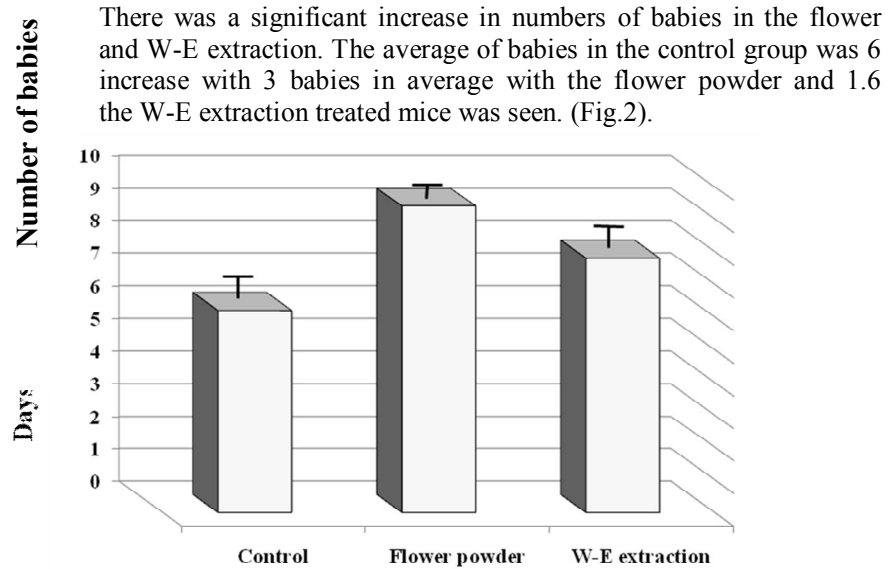 There was a significant increase in numbers of babies in the flower
and W-E extraction. The average of babies in the control group was 6
increase with 3 babies in average with the flower powder and 1.6
the W-E extraction treated mice was seen. (Fig.2).
Number of babies
Days
10
9
8
7
6
5
4
3
2
1
0
Control Flower powder W-E extraction